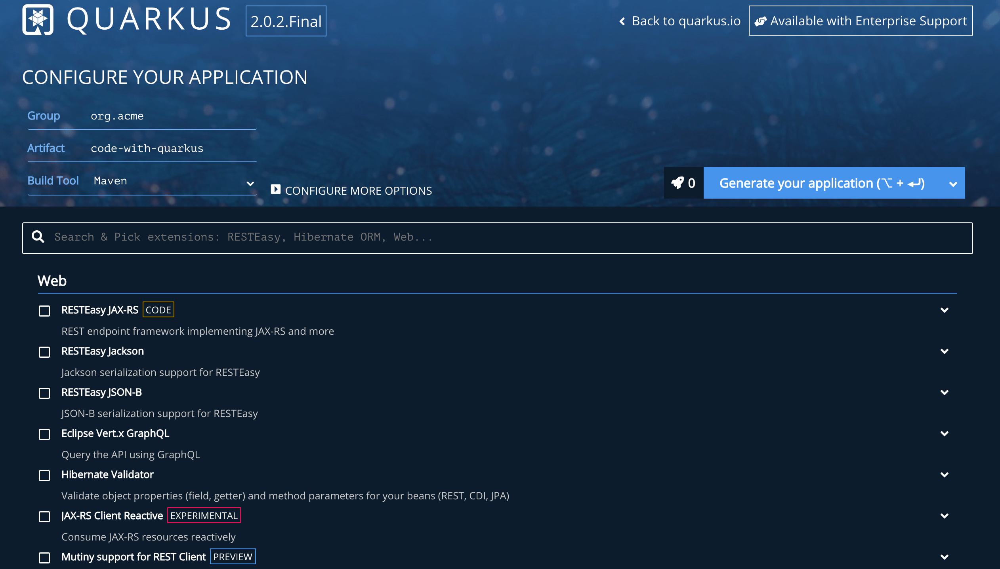 QUARKUS 2.0.2.Final
Back to quarkus.io
Available with Enterprise Support
CONFIGURE YOUR APPLICATION
Group org.acme
Artifact code-with-quarkus
Build Tool Maven
CONFIGURE MORE OPTIONS
0
Generate your application (⌥ + ↵)
Search & Pick extensions: RESTEasy, Hibernate ORM, Web...
Web
RESTEasy JAX-RS CODE
REST endpoint framework implementing JAX-RS and more
RESTEasy Jackson
Jackson serialization support for RESTEasy
RESTEasy JSON-B
JSON-B serialization support for RESTEasy
Eclipse Vert.x GraphQL
Query the API using GraphQL
Hibernate Validator
Validate object properties (field, getter) and method parameters for your beans (REST, CDI, JPA)
JAX-RS Client Reactive EXPERIMENTAL
Consume JAX-RS resources reactively
Mutiny support for REST Client PREVIEW